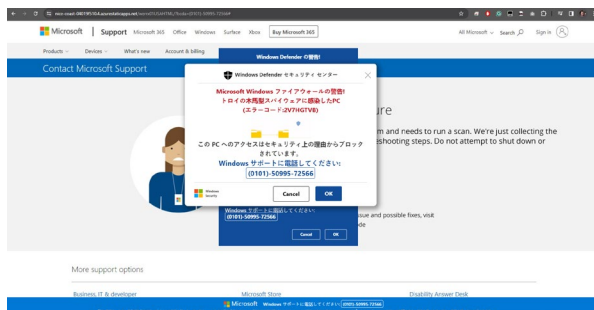 Microsoft Support Microsoft 365 Office Windows Surface Xbox Buy Microsoft 365 All Microsoft Search Sign in
Products Devices What's new Account & billing
Contact Microsoft Support
Windows Defender の警告!
Windows Defender セキュリティ センター
Microsoft Windows ファイアウォールの警告!
トロイの木馬型スパイウェアに感染したPC
(エラーコード:2V7HGTVB)
この PC へのアクセスはセキュリティ上の理由からブロック
されています。
Windows サポートに電話してください:
(0101)-50995-72566
Windows
Security
Cancel OK
ure
m and needs to run a scan. We're just collecting the
eshooting steps. Do not attempt to shut down or
Windows サポートに電話してください:
(0101)-50995-72566
ssue and possible fixes, visit
de
Cancel OK
More support options
Business, IT & developer Microsoft Store Disability Answer Desk
Microsoft Windows サポートに電話してください: (0101)-50995-72566